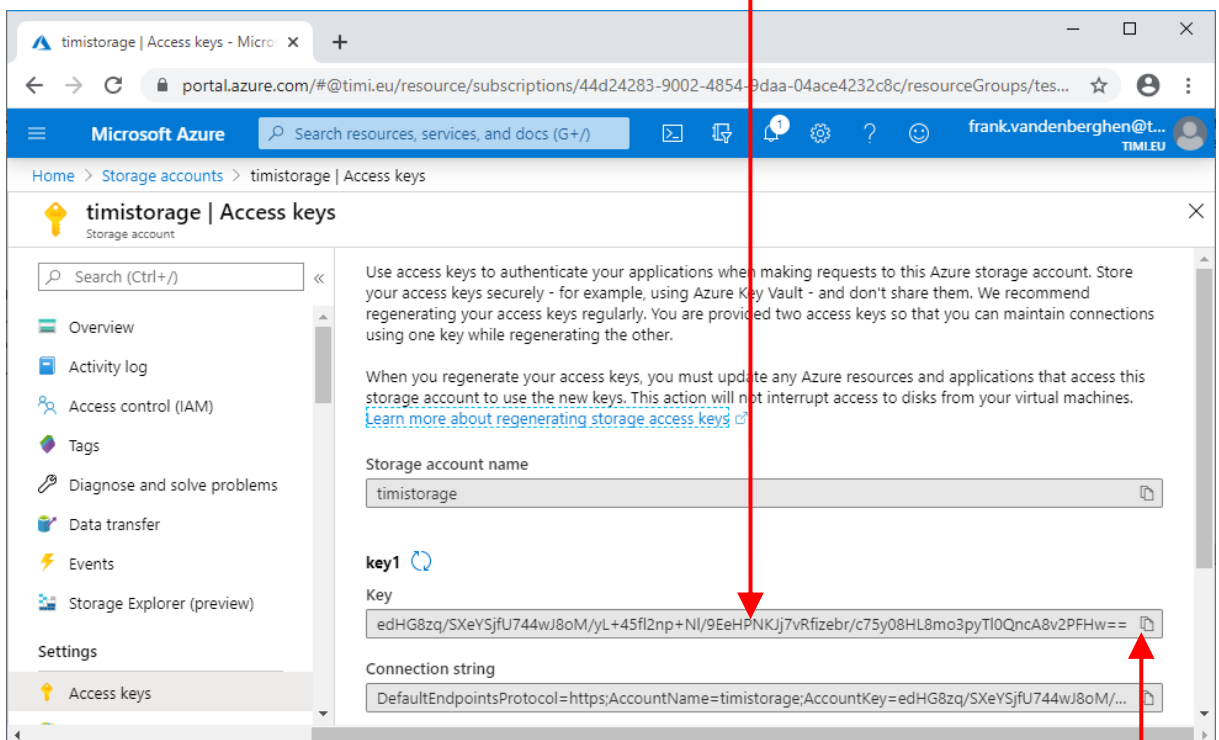 timistorage | Access keys - Micro
portal.azure.com/#@timi.eu/resource/subscriptions/44d24283-9002-4854-9daa-04ace4232c8c/resourceGroups/tes...
Microsoft Azure
Search resources, services, and docs (G+/)
1
frank.vandenberghen@t...
TIMI.EU
Home > Storage accounts > timistorage | Access keys
timistorage | Access keys
Storage account
Search (Ctrl+/)
Overview
Activity log
Access control (IAM)
Tags
Diagnose and solve problems
Data transfer
Events
Storage Explorer (preview)
Settings
Access keys
Use access keys to authenticate your applications when making requests to this Azure storage account. Store
your access keys securely - for example, using Azure Key Vault - and don't share them. We recommend
regenerating your access keys regularly. You are provided two access keys so that you can maintain connections
using one key while regenerating the other.
When you regenerate your access keys, you must update any Azure resources and applications that access this
storage account to use the new keys. This action will not interrupt access to disks from your virtual machines.
Learn more about regenerating storage access keys
Storage account name
timistorage
key1
Key
Connection string
DefaultEndpointsProtocol=https;AccountName=timistorage;AccountKey=